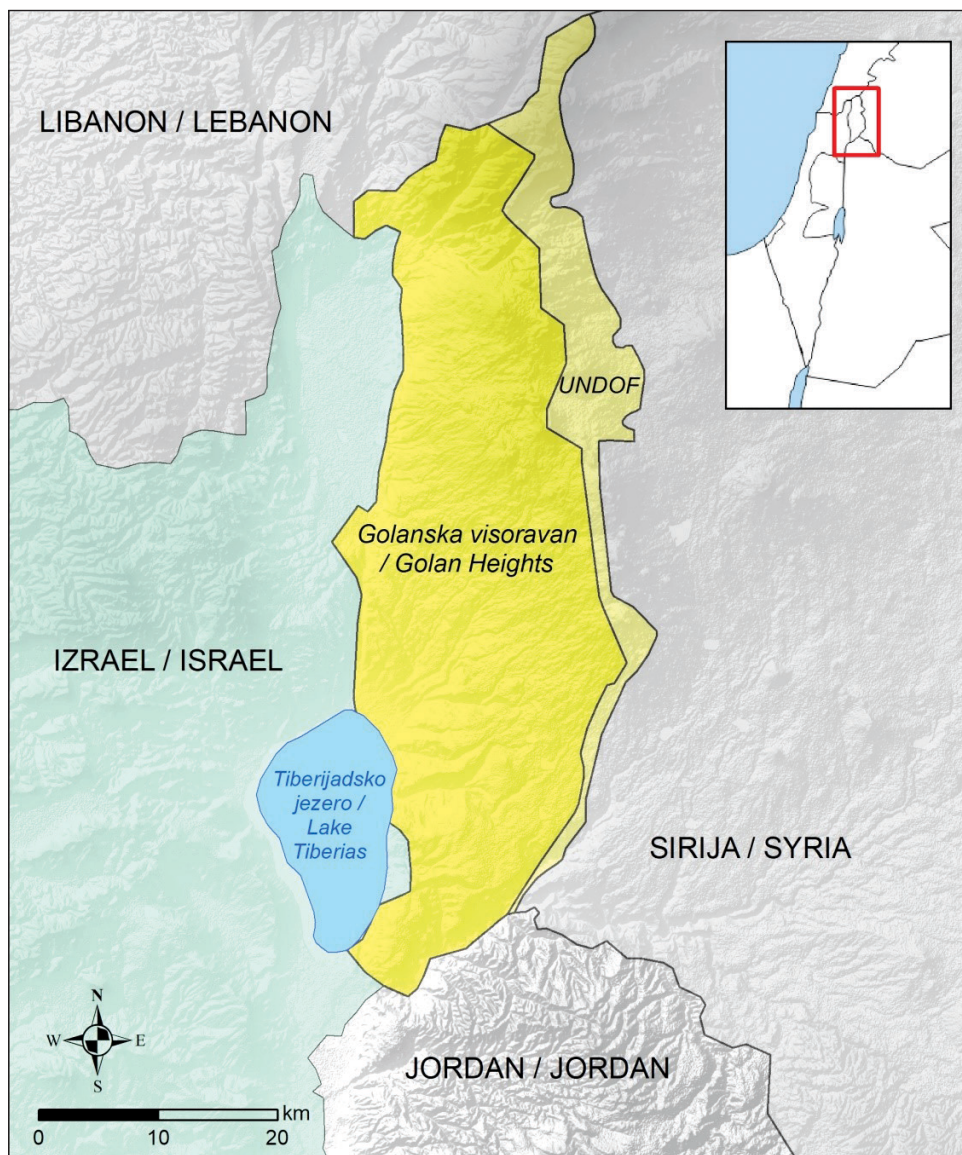 LIBANON / LEBANON
UNDOF
Golanska visoravan
/ Golan Heights
IZRAEL / ISRAEL
Tiberijadsko
jezero /
Lake
Tiberias
SIRIJA / SYRIA
JORDAN / JORDAN
N
W E
S
km
0 10 20